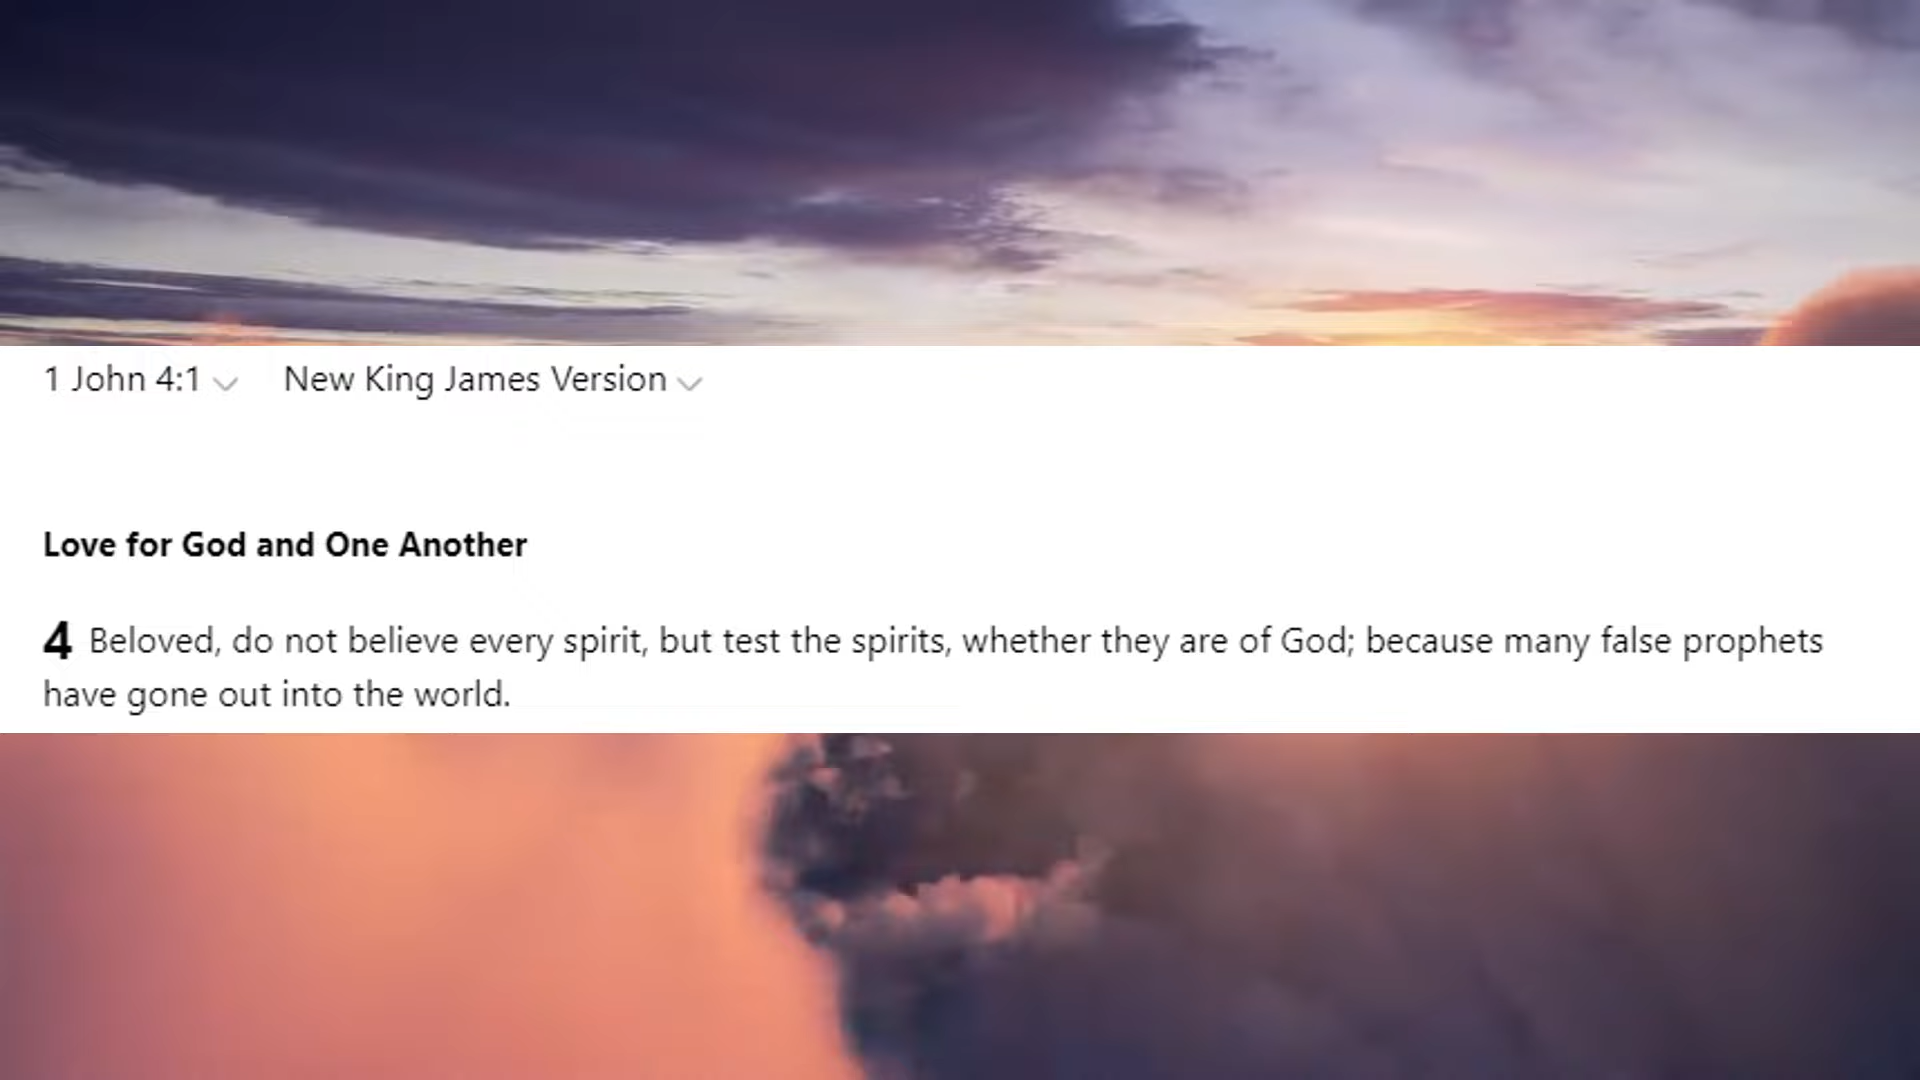 1 John 4:1 New King James Version
Love for God and One Another
4 Beloved, do not believe every spirit, but test the spirits, whether they are of God; because many false prophets
have gone out into the world.